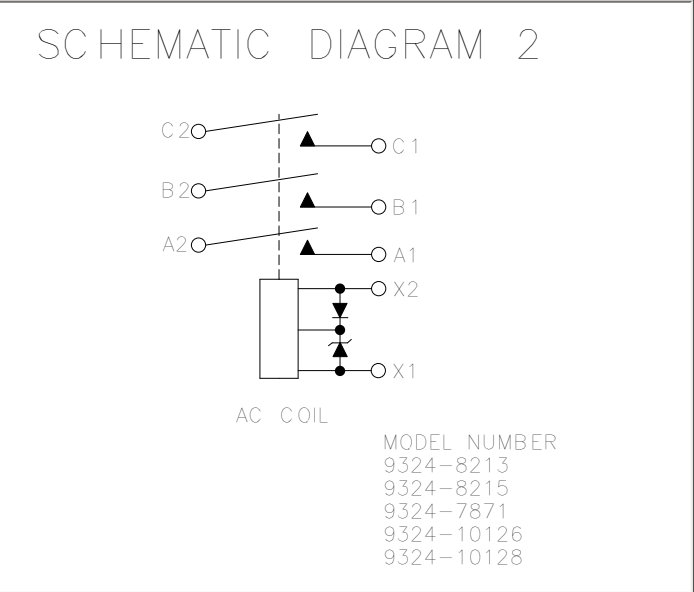 SCHEMATIC DIAGRAM 2
C2
C1
B2
B1
A2
A1
X2
X1
AC COIL
MODEL NUMBER
9324-8213
9324-8215
9324-7871
9324-10126
9324-10128